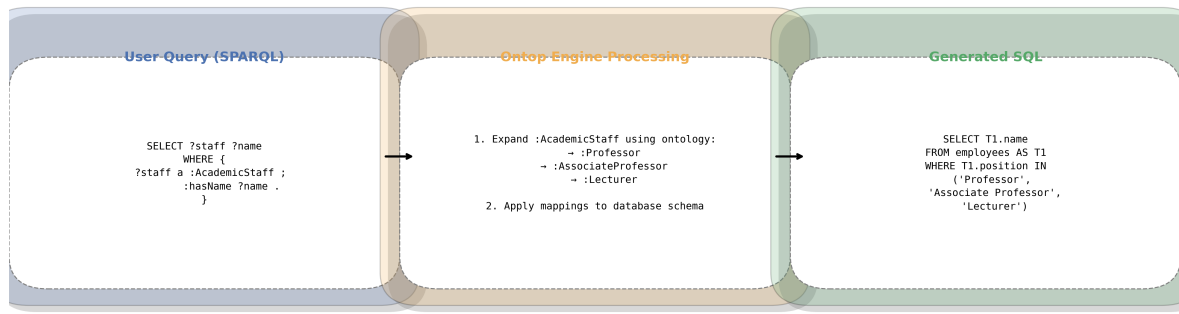 User Query (SPARQL)
SELECT ?staff ?name
WHERE {
?staff a :AcademicStaff ;
:hasName ?name .
}
Ontop Engine Processing
1. Expand :AcademicStaff using ontology:
→ :Professor
→ :AssociateProfessor
→ :Lecturer
2. Apply mappings to database schema
Generated SQL
SELECT T1.name
FROM employees AS T1
WHERE T1.position IN
('Professor',
'Associate Professor',
'Lecturer')